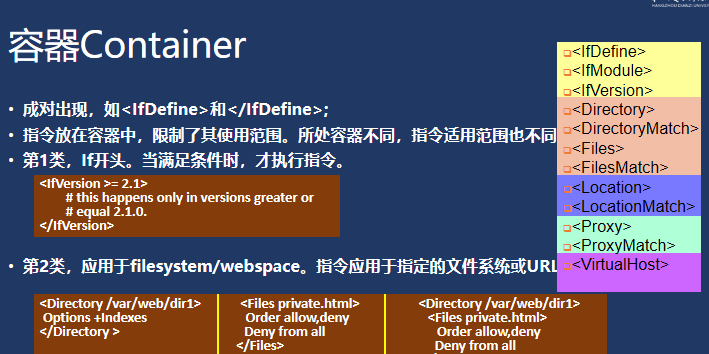 HANGZHOU DIANZI UNIVER
容器Container
• 成对出现，如<IfDefine>和</IfDefine>；
• 指令放在容器中，限制了其使用范围。所处容器不同，指令适用范围也不同
• 第1类，If开头。当满足条件时，才执行指令。
<IfVersion >= 2.1>
# this happens only in versions greater or
# equal 2.1.0.
</IfVersion>
• 第2类，应用于filesystem/webspace。指令应用于指定的文件系统或URL
<Directory /var/web/dir1>
Options +Indexes
</Directory >
<Files private.html>
Order allow,deny
Deny from all
</Files>
<Directory /var/web/dir1>
<Files private.html>
Order allow,deny
Deny from all
<IfDefine>
<IfModule>
<IfVersion>
<Directory>
<DirectoryMatch>
<Files>
<FilesMatch>
<Location>
<LocationMatch>
<Proxy>
<ProxyMatch>
<VirtualHost>